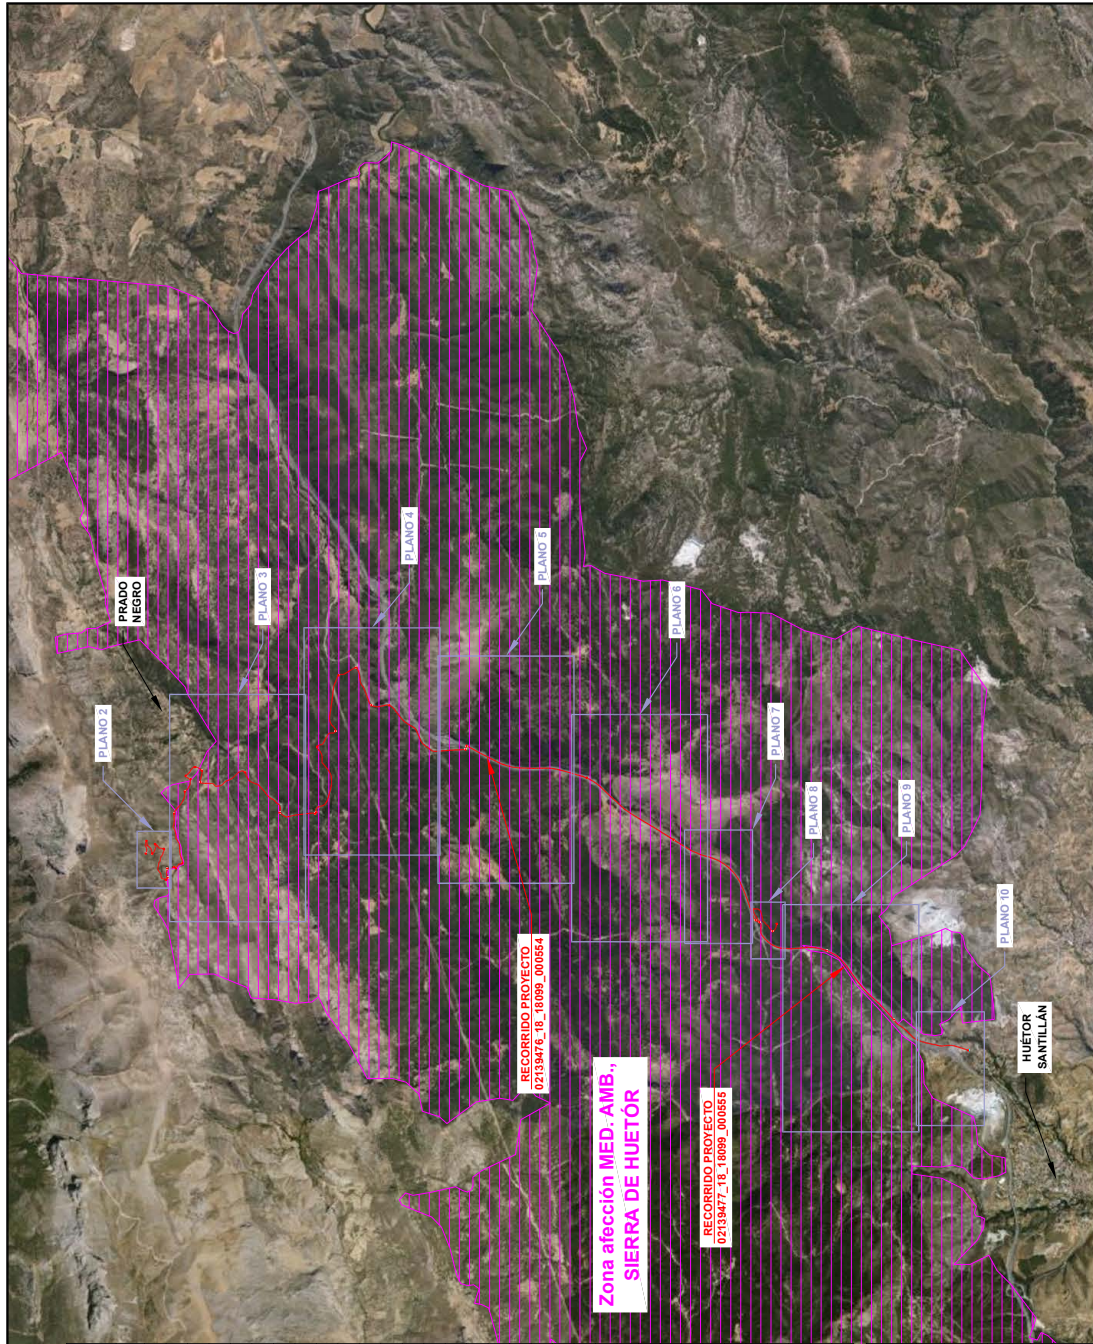 PRADO
NEGRO
PLANO 2
PLANO 3
PLANO 4
PLANO 5
PLANO 6
PLANO 7
PLANO 8
PLANO 9
PLANO 10
RECORRIDO PROYECTO
02139476_18_18099_000554
Zona afección MED. AMB.,
SIERRA DE HUETÓR
RECORRIDO PROYECTO
02139477_18_18099_000555
HUÉTOR
SANTILLÁN